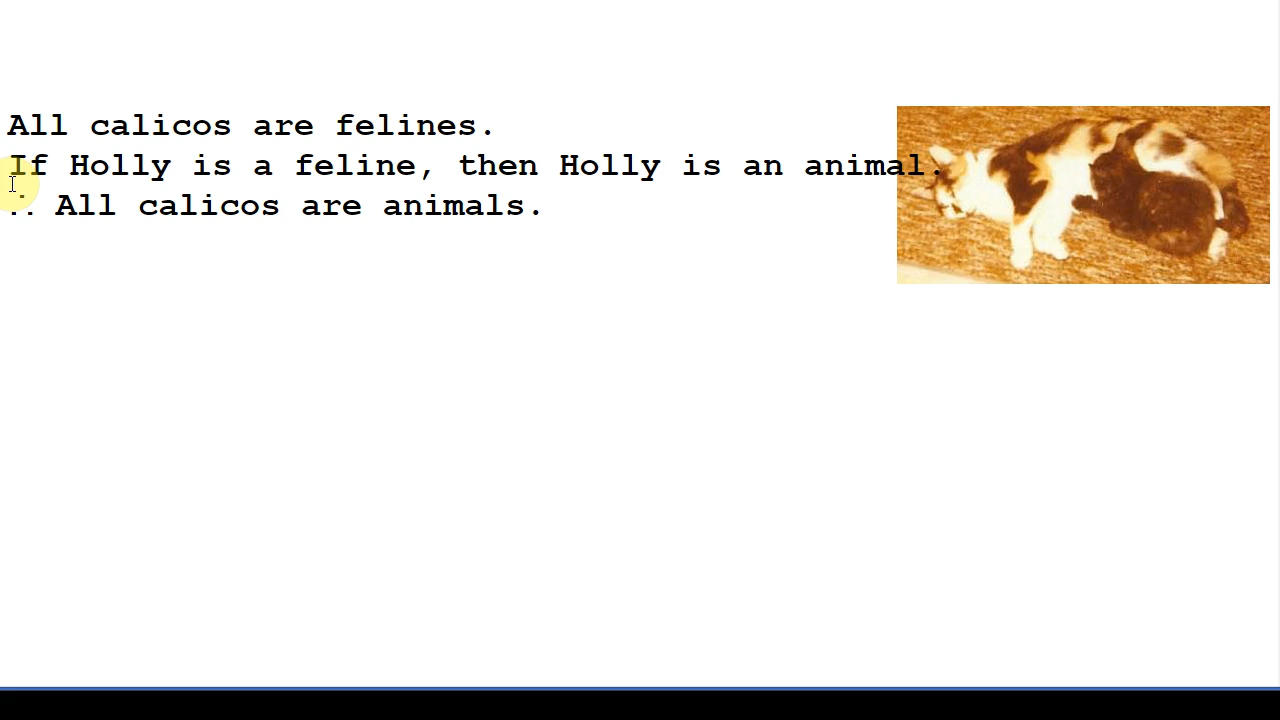 All calicos are felines.
If Holly is a feline, then Holly is an animal.
∴ All calicos are animals.